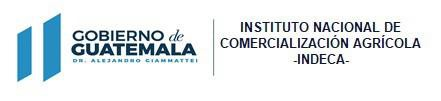 GOBIERNO de
GUATEMALA
DR. ALEJANDRO GIAMMATTEI
INSTITUTO NACIONAL DE
COMERCIALIZACIÓN AGRÍCOLA
-INDECA-